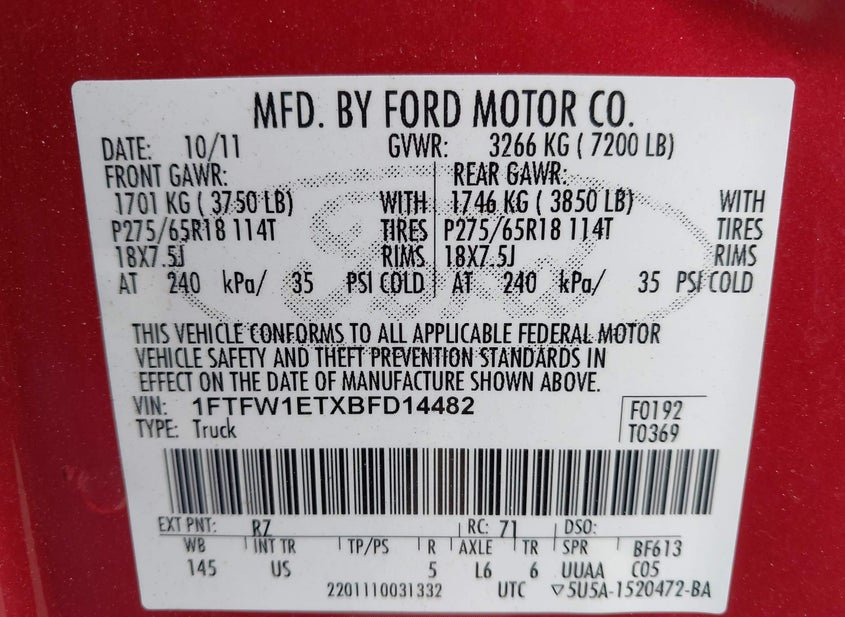 MFD. BY FORD MOTOR CO.
DATE: 10/11 GVWR: 3266 KG ( 7200 LB)
FRONT GAWR: REAR GAWR:
1701 KG ( 3750 LB) WITH 1746 KG ( 3850 LB) WITH
P275/65R18 114T TIRES P275/65R18 114T TIRES
18X7.5J RIMS 18X7.5J RIMS
AT 240 kPa/ 35 PSI COLD AT 240 kPa/ 35 PSI COLD
THIS VEHICLE CONFORMS TO ALL APPLICABLE FEDERAL MOTOR
VEHICLE SAFETY AND THEFT PREVENTION STANDARDS IN
EFFECT ON THE DATE OF MANUFACTURE SHOWN ABOVE.
VIN: 1FTFW1ETXBFD14482 F0192
TYPE: Truck T0369
EXT PNT: RZ RC: 71 DSO:
WB INT TR TP/PS R AXLE TR SPR BF613
145 US 5 L6 6 UUAA C05
2201110031332 UTC ▽5U5A-1520472-BA